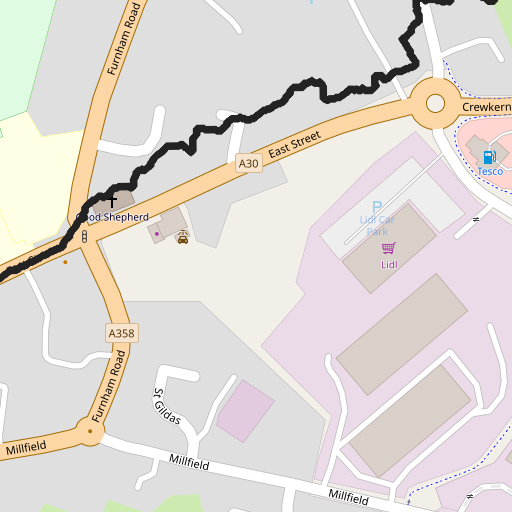 Furnham Road
Crewkern
East Street
A30
Tesco
Good Shepherd
P
Lidl Car
Park
Lidl
A358
Furnham Road
St Gildas
Millfield
Millfield
Millfield